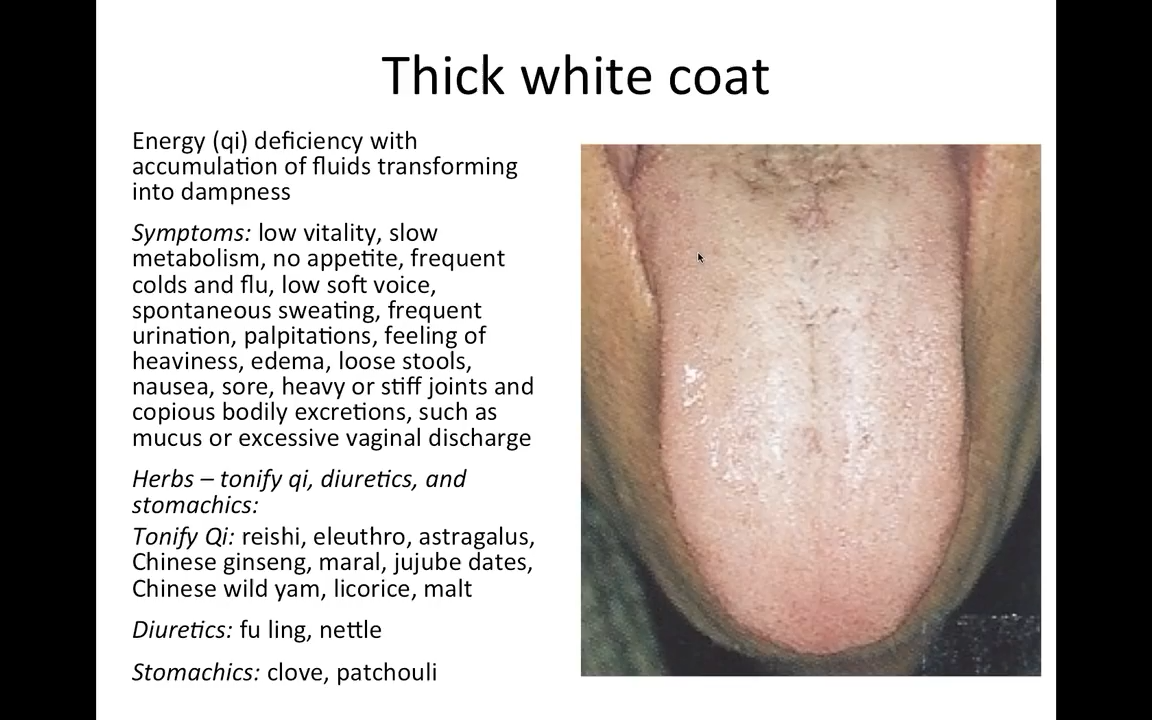 Thick white coat
Energy (qi) deficiency with
accumulation of fluids transforming
into dampness
Symptoms: low vitality, slow
metabolism, no appetite, frequent
colds and flu, low soft voice,
spontaneous sweating, frequent
urination, palpitations, feeling of
heaviness, edema, loose stools,
nausea, sore, heavy or stiff joints and
copious bodily excretions, such as
mucus or excessive vaginal discharge
Herbs – tonify qi, diuretics, and
stomachics:
Tonify Qi: reishi, eleuthro, astragalus,
Chinese ginseng, maral, jujube dates,
Chinese wild yam, licorice, malt
Diuretics: fu ling, nettle
Stomachics: clove, patchouli